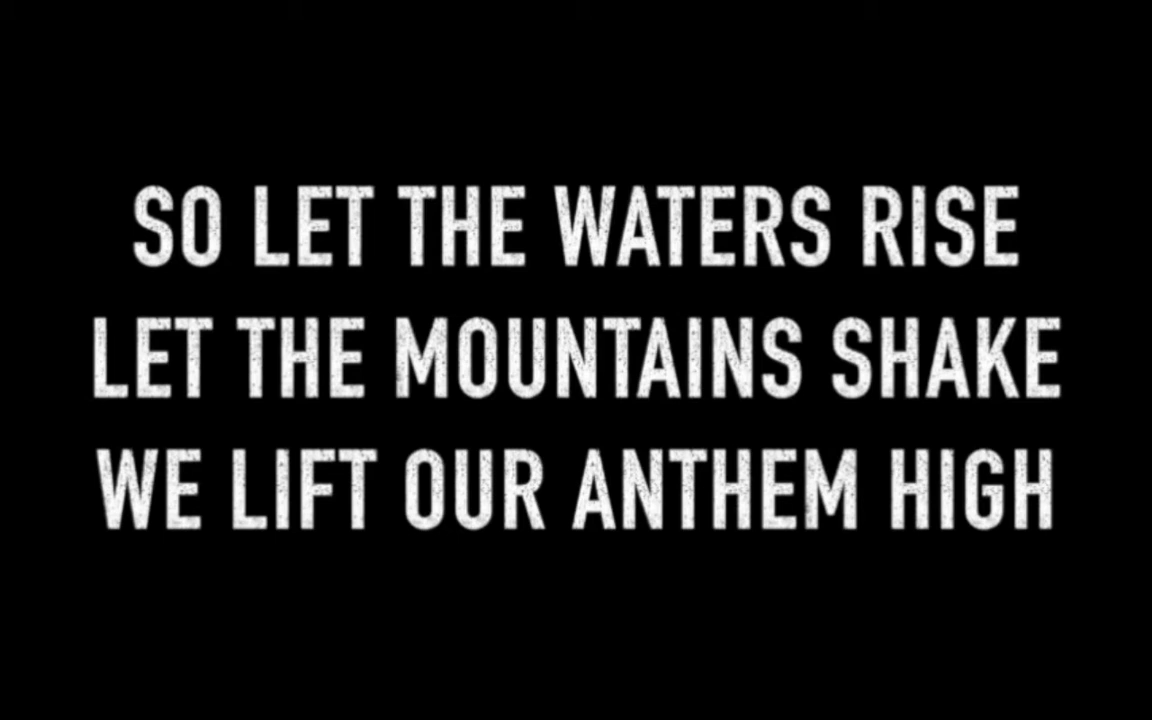 SO LET THE WATERS RISE
LET THE MOUNTAINS SHAKE
WE LIFT OUR ANTHEM HIGH